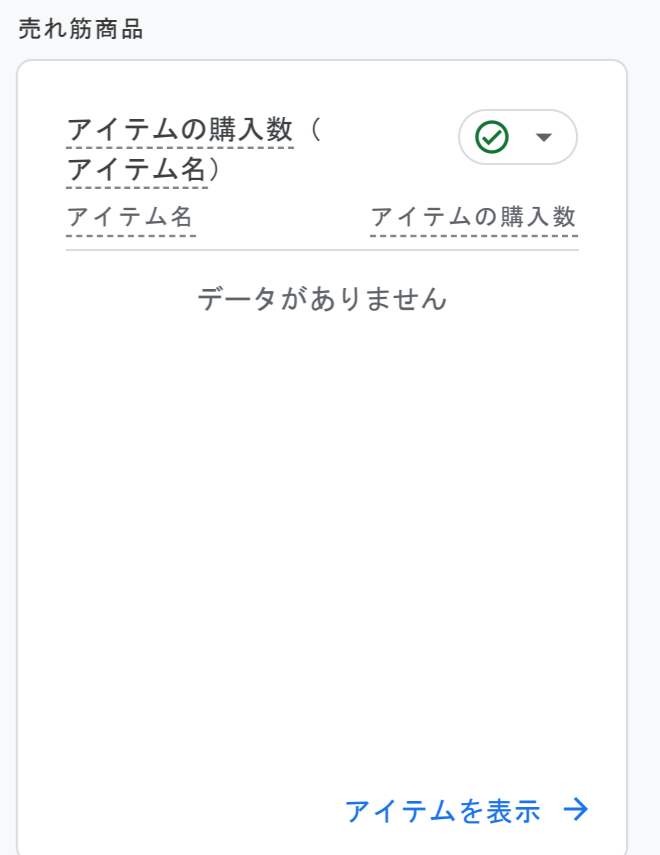 売れ筋商品
アイテムの購入数（
アイテム名）
アイテム名 アイテムの購入数
データがありません
アイテムを表示